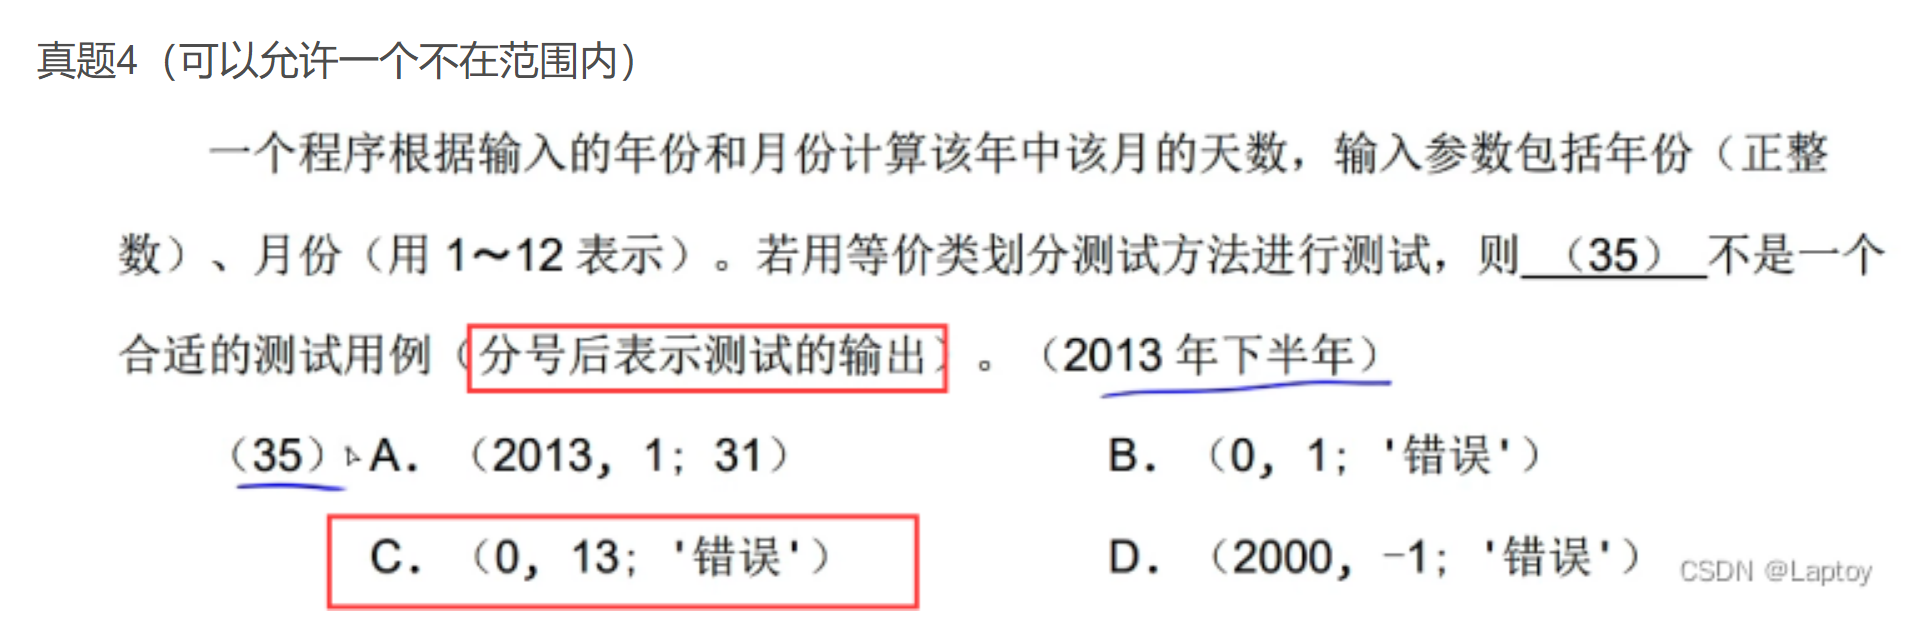 真题4（可以允许一个不在范围内）
一个程序根据输入的年份和月份计算该年中该月的天数，输入参数包括年份（正整
数）、月份（用 1～12 表示）。若用等价类划分测试方法进行测试，则 （35） 不是一个
合适的测试用例（分号后表示测试的输出）。（2013 年下半年）
（35） A. （2013, 1; 31） B. （0, 1; '错误'）
C. （0, 13; '错误'） D. （2000, -1; '错误'）
CSDN @Laptoy